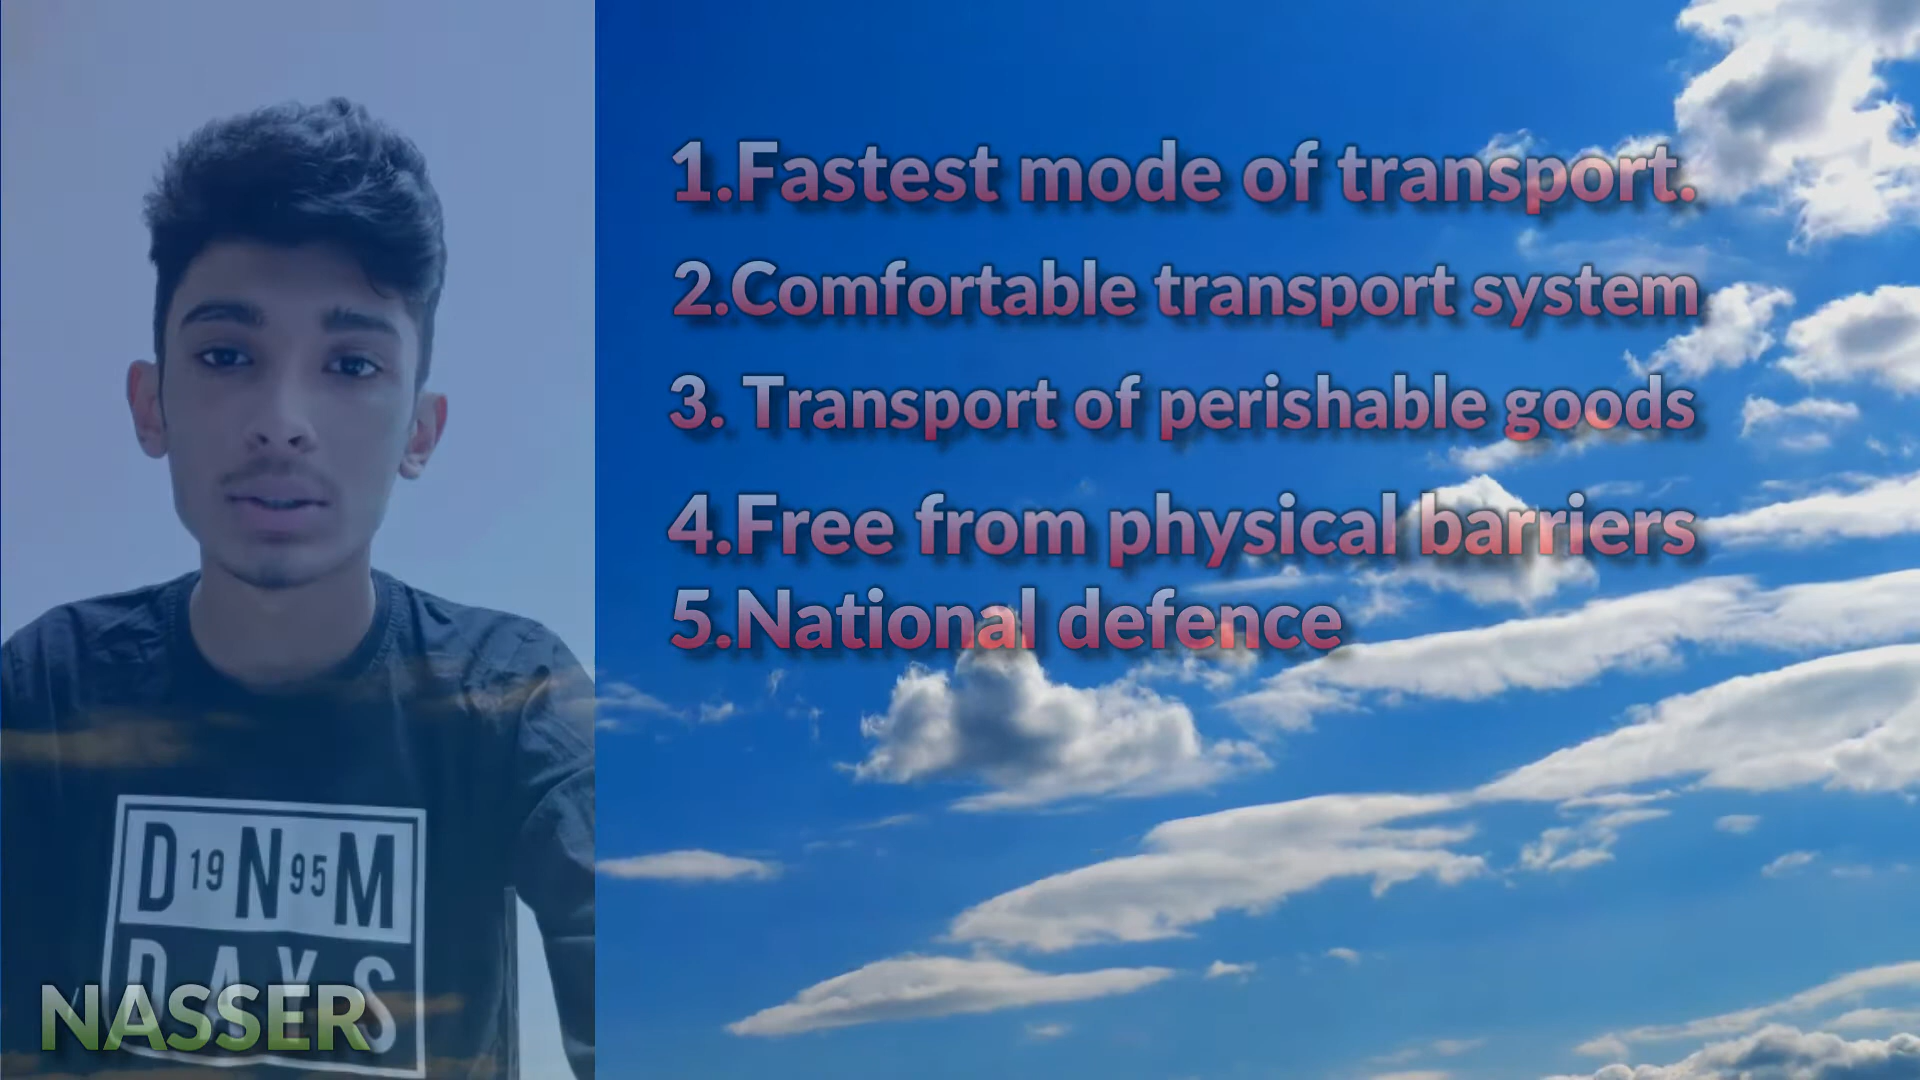 1.Fastest mode of transport.
2.Comfortable transport system
3. Transport of perishable goods
4.Free from physical barriers
5.National defence
D 19 N 95 M
DAYS
NASSER